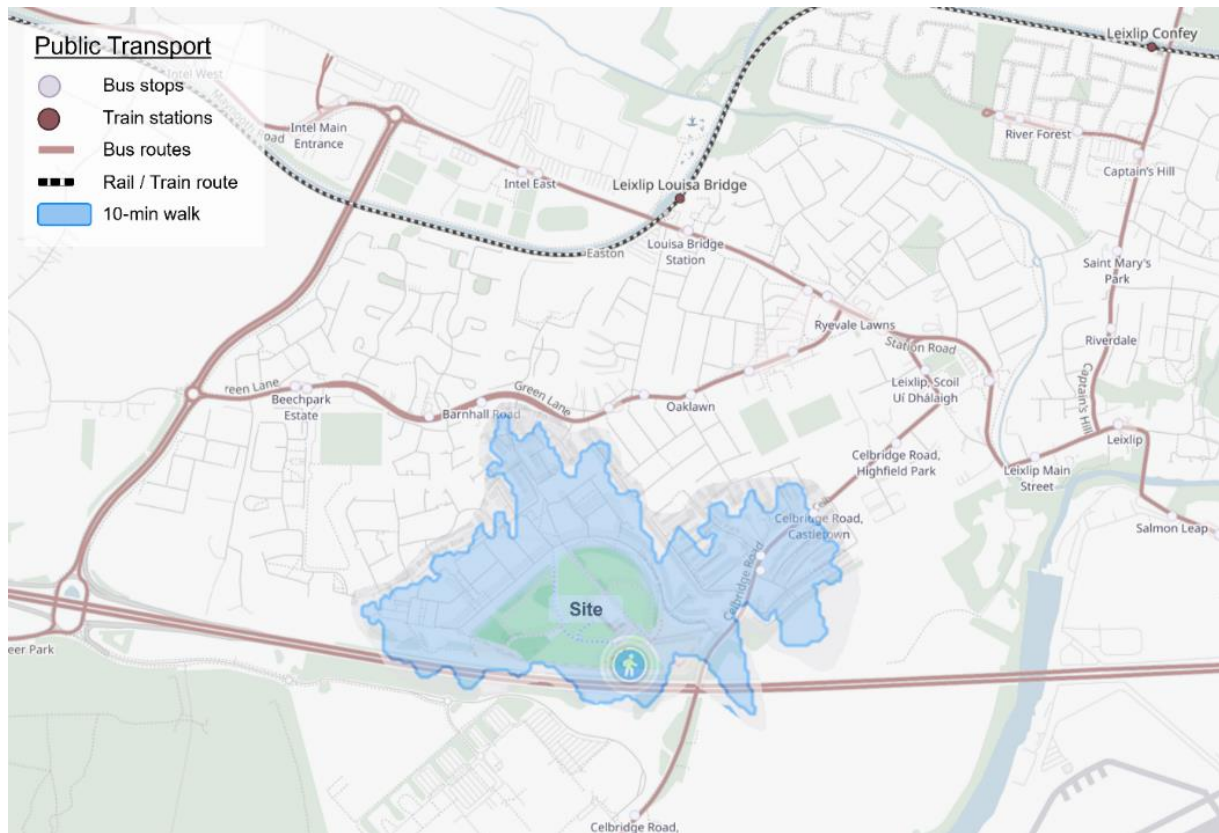 Public Transport
Bus stops
Train stations
Bus routes
Rail / Train route
10-min walk
Intel West
Leixlip Confey
Intel Main
Entrance
River Forest
Captain's Hill
Intel East
Leixlip Louisa Bridge
Louisa Bridge
Station
Easton
Saint Mary's
Park
Ryevale Lawns
Station Road
Riverdale
Captain's Hill
Leixlip, Scoil
Uí Dhálaigh
reen Lane
Beechpark
Estate
Barnhall Road
Green Lane
Oaklawn
Leixlip
Celbridge Road,
Highfield Park
Leixlip Main
Street
Salmon Leap
Celbridge Road,
Castletown
Celbridge Road
Site
eer Park
Celbridge Road,